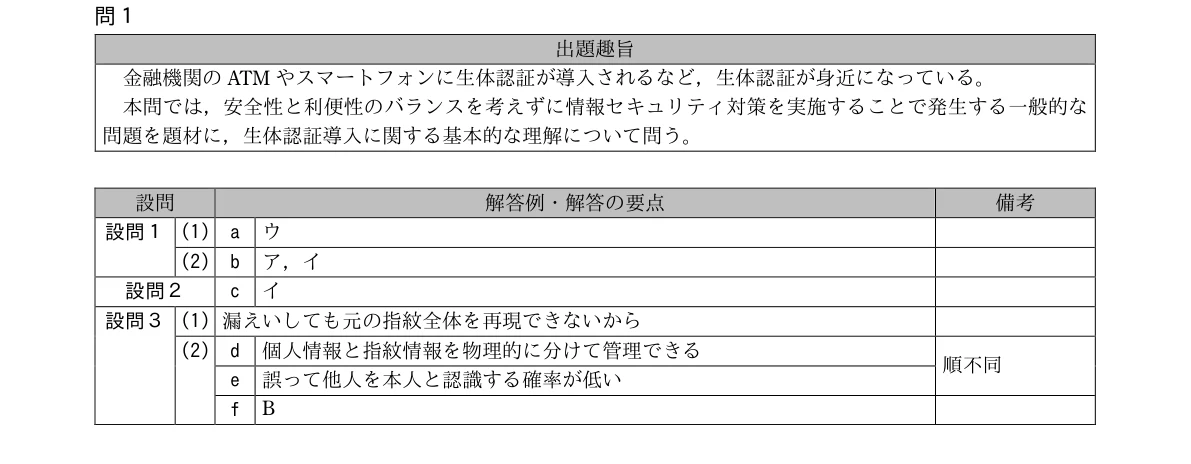 問1
出題趣旨
金融機関の ATM やスマートフォンに生体認証が導入されるなど，生体認証が身近になっている。
本問では，安全性と利便性のバランスを考えずに情報セキュリティ対策を実施することで発生する一般的な
問題を題材に，生体認証導入に関する基本的な理解について問う。
設問 解答例・解答の要点 備考
設問1 (1) a ウ
(2) b ア，イ
設問2 c イ
設問3 (1) 漏えいしても元の指紋全体を再現できないから
(2) d 個人情報と指紋情報を物理的に分けて管理できる
順不同
e 誤って他人を本人と認識する確率が低い
f B